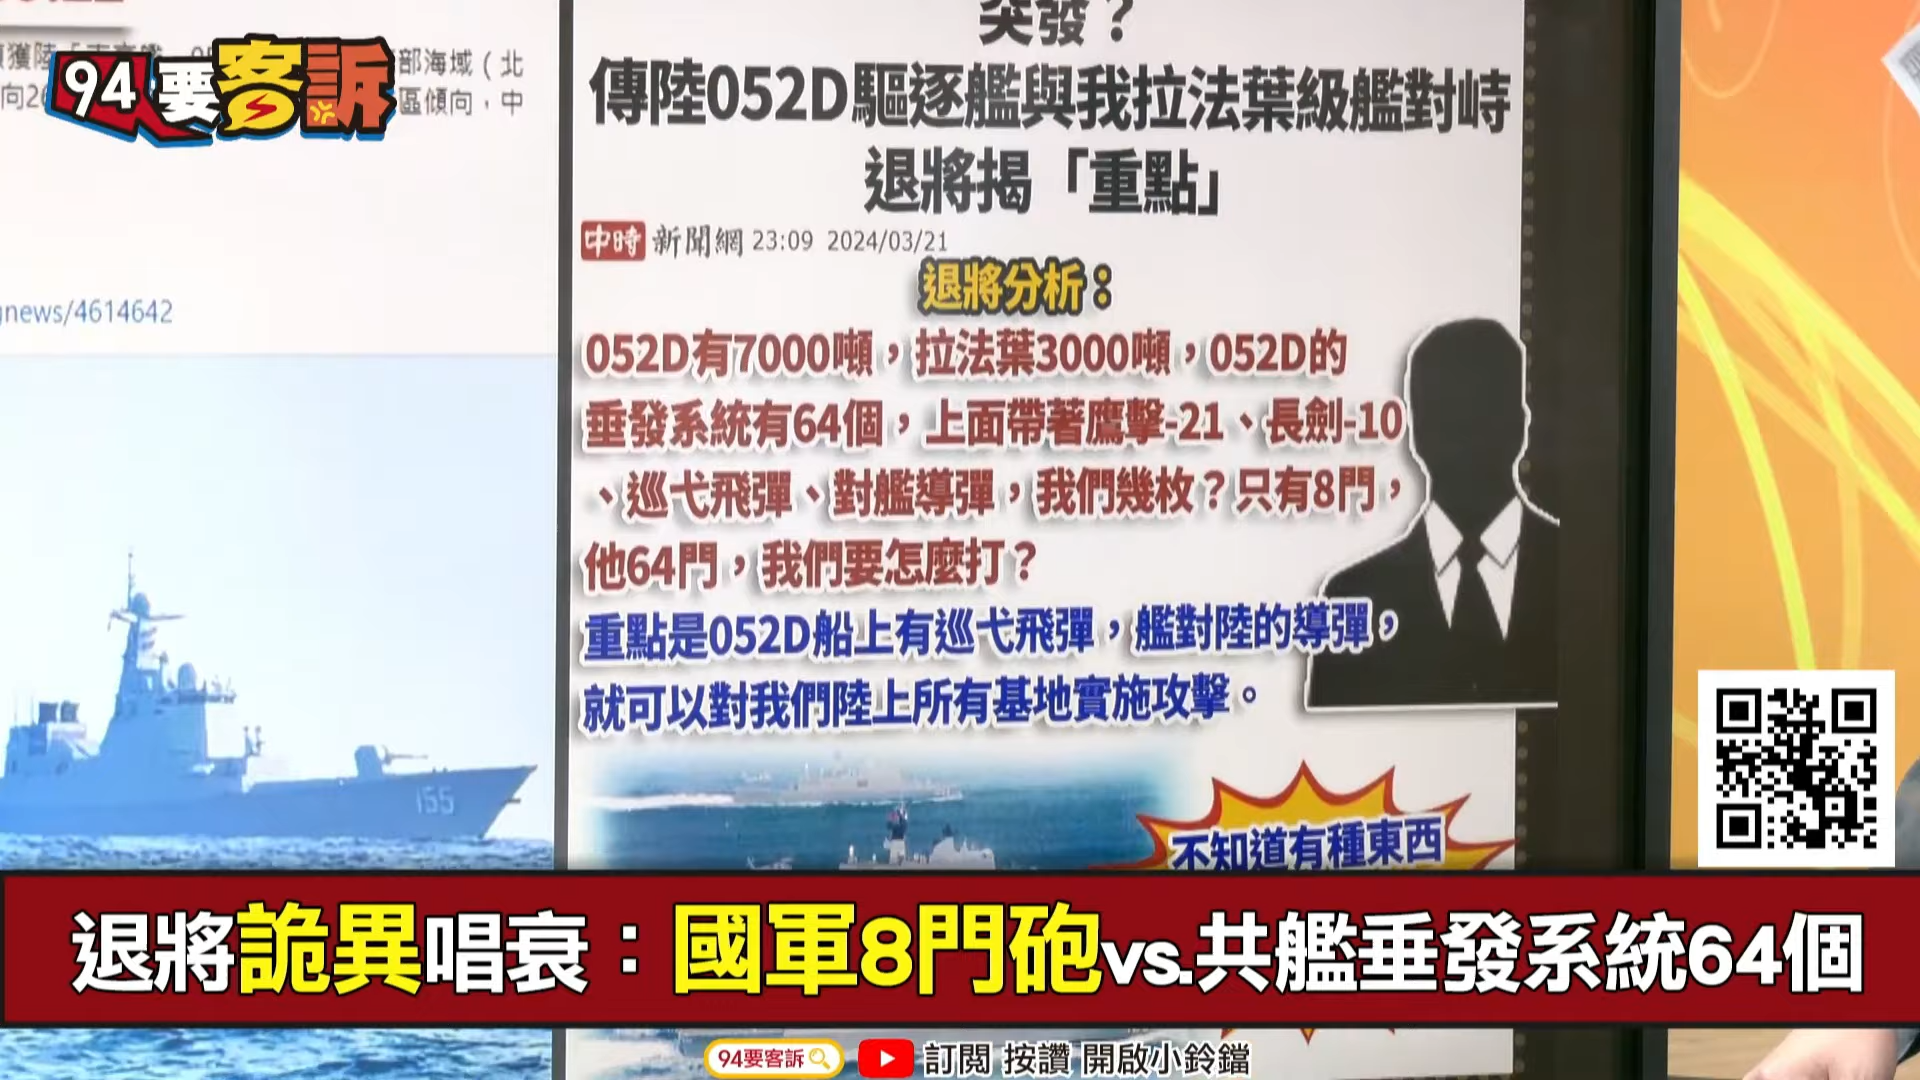 94要客訴
部海域（北
區傾向，中
gnews/4614642
155
突發？
傳陸052D驅逐艦與我拉法葉級艦對峙
退將揭「重點」
中時 新聞網 23:09 2024/03/21
退將分析：
052D有7000噸，拉法葉3000噸，052D的
垂發系統有64個，上面帶著鷹擊-21、長劍-10
、巡弋飛彈、對艦導彈，我們幾枚？只有8門，
他64門，我們要怎麼打？
重點是052D船上有巡弋飛彈，艦對陸的導彈，
就可以對我們陸上所有基地實施攻擊。
不知道有種東西
退將詭異唱衰：國軍8門砲vs.共艦垂發系統64個
94要客訴 訂閱 按讚 開啟小鈴鐺